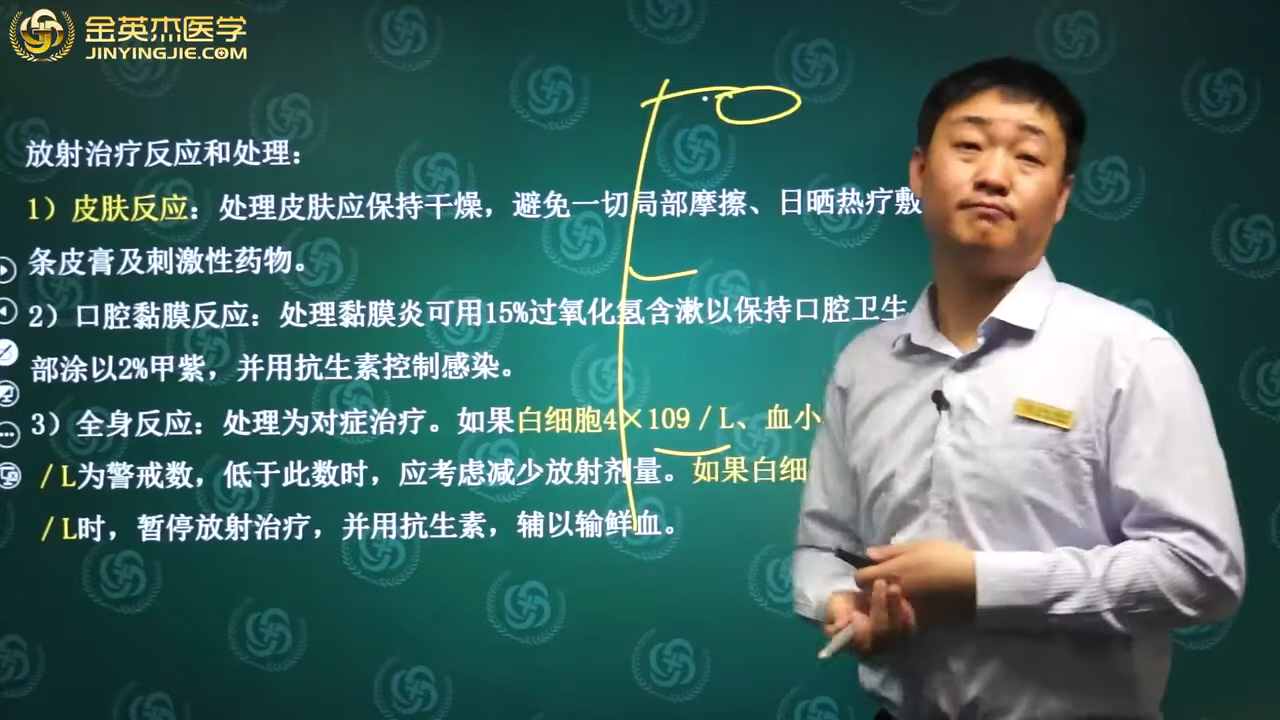 金英杰医学
JINYINGJIE.COM
放射治疗反应和处理：
1）皮肤反应：处理皮肤应保持干燥，避免一切局部摩擦、日晒热疗敷
条皮膏及刺激性药物。
2）口腔黏膜反应：处理黏膜炎可用15%过氧化氢含漱以保持口腔卫生
部涂以2%甲紫，并用抗生素控制感染。
3）全身反应：处理为对症治疗。如果白细胞4×109／L、血小
／L为警戒数，低于此数时，应考虑减少放射剂量。如果白细
／L时，暂停放射治疗，并用抗生素，辅以输鲜血。